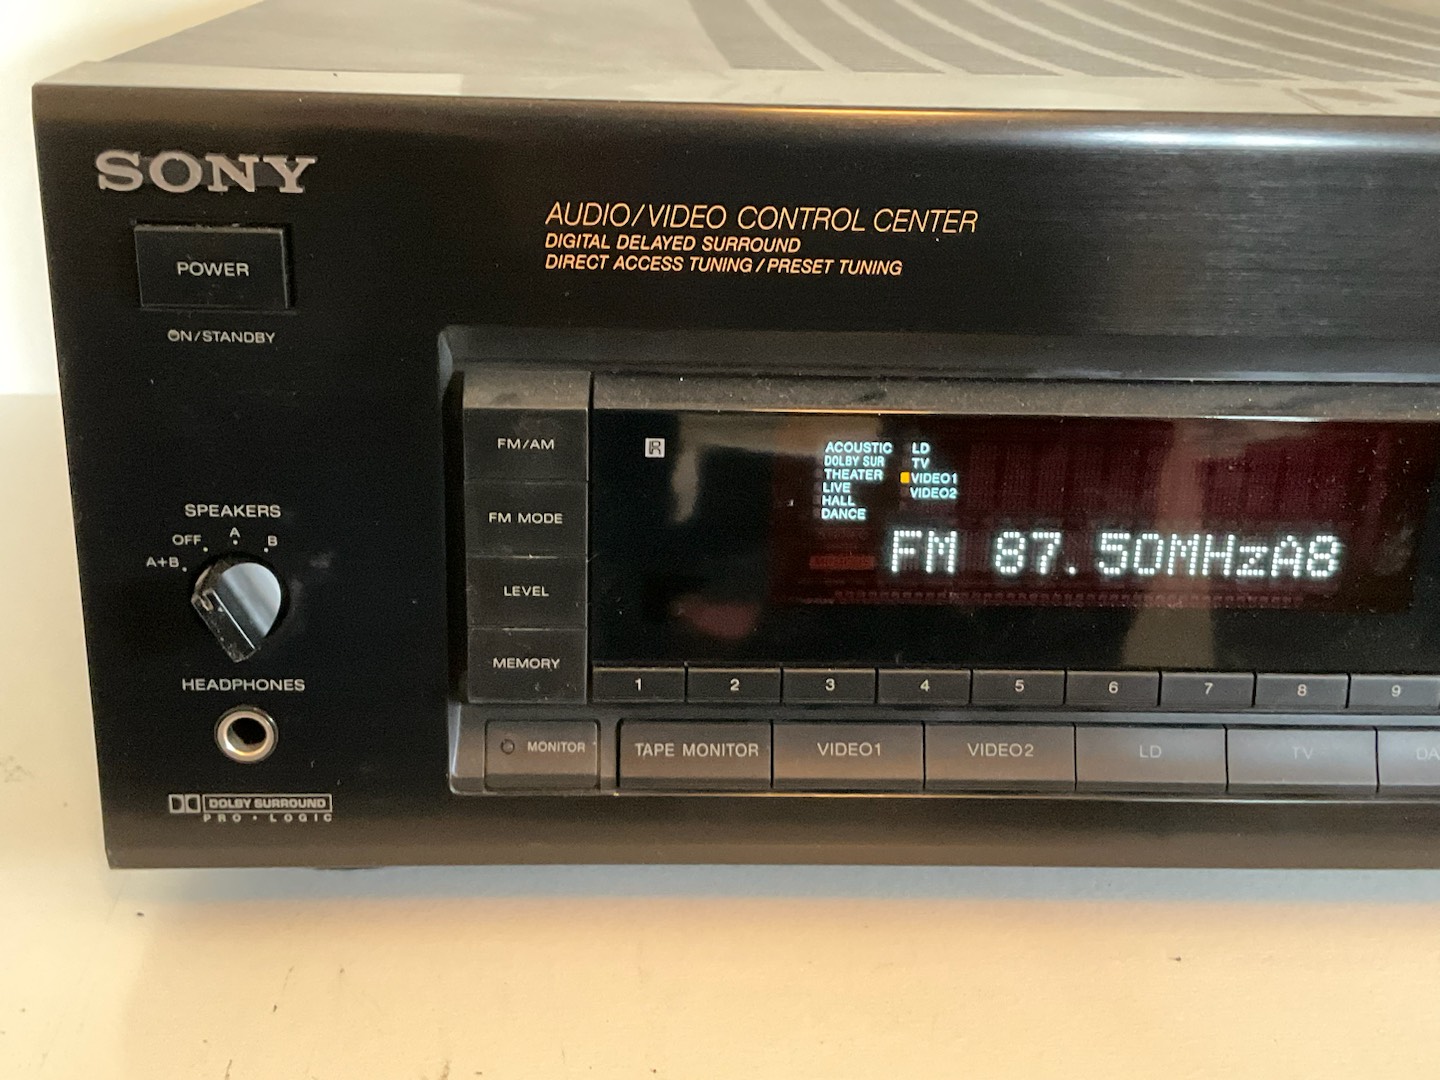 SONY
AUDIO/VIDEO CONTROL CENTER
DIGITAL DELAYED SURROUND
DIRECT ACCESS TUNING / PRESET TUNING
POWER
ON/STANDBY
FM/AM
FM MODE
LEVEL
MEMORY
IR
ACOUSTIC LD
DOLBY SUR TV
THEATER VIDEO1
LIVE VIDEO2
HALL
DANCE
FM 87.50MHzA8
SPEAKERS
OFF A B
A+B
HEADPHONES
1 2 3 4 5 6 7 8 9
MONITOR TAPE MONITOR VIDEO1 VIDEO2 LD TV DA
DOLBY SURROUND
PRO • LOGIC